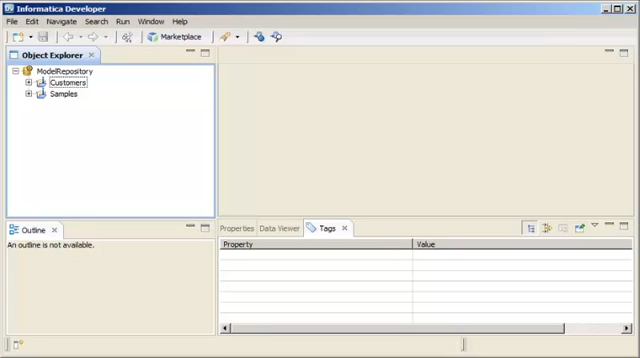 Informatica Developer
File Edit Navigate Search Run Window Help
Marketplace
Object Explorer
ModelRepository
Customers
Samples
Outline
An outline is not available.
Properties Data Viewer Tags
Property Value